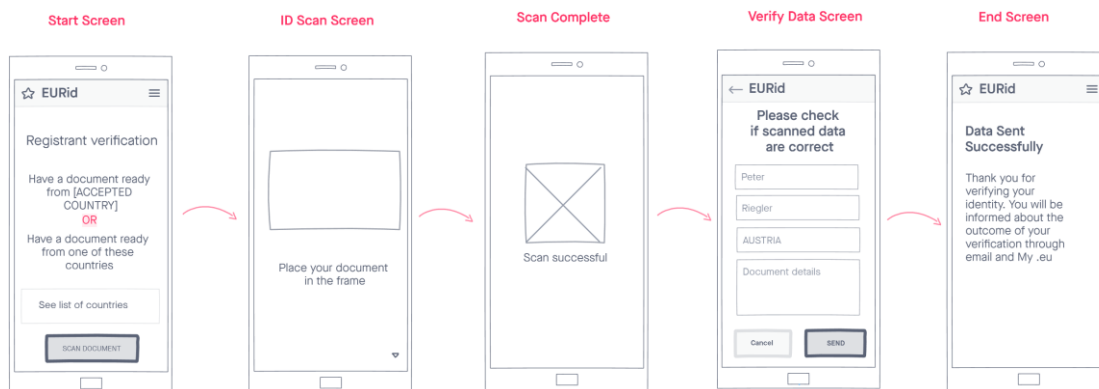 Start Screen
EURid
Registrant verification
Have a document ready
from [ACCEPTED
COUNTRY]
OR
Have a document ready
from one of these
countries
See list of countries
SCAN DOCUMENT
ID Scan Screen
Place your document
in the frame
Scan Complete
Scan successful
Verify Data Screen
EURid
Please check
if scanned data
are correct
Peter
Riegler
AUSTRIA
Document details
Cancel
SEND
End Screen
EURid
Data Sent
Successfully
Thank you for
verifying your
identity. You will be
informed about the
outcome of your
verification through
email and My .eu